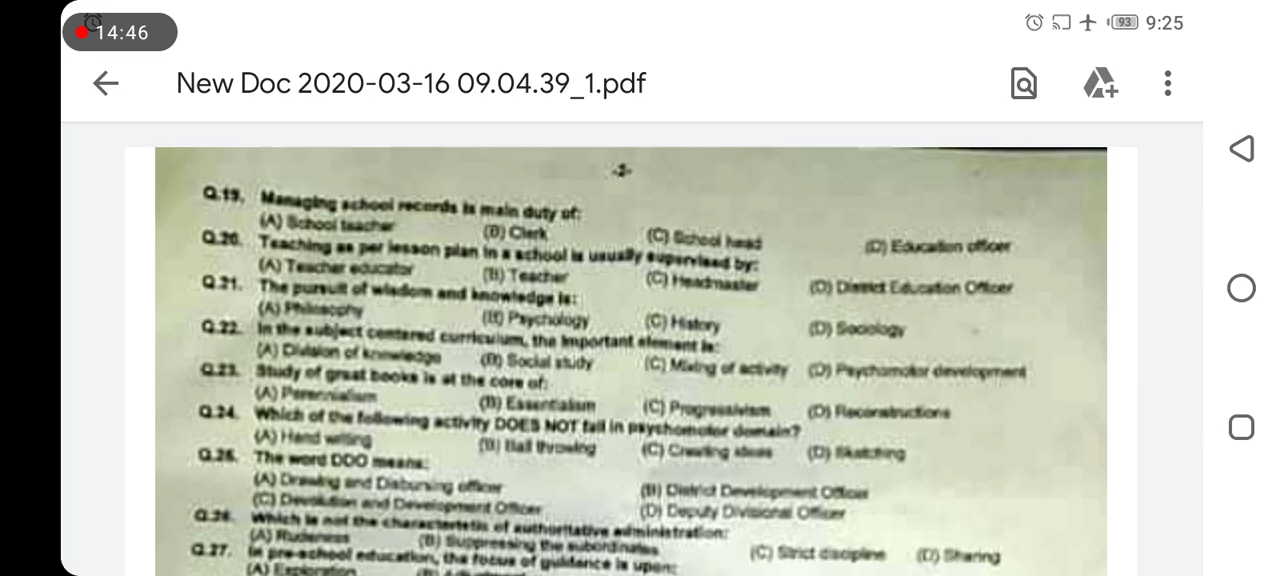 14:46
93 9:25
New Doc 2020-03-16 09.04.39_1.pdf
-2-
Q.19. Managing school records is main duty of:
(A) School teacher (B) Clerk (C) School head (D) Education officer
Q.20. Teaching as per lesson plan in a school is usually supervised by:
(A) Teacher educator (B) Teacher (C) Headmaster (D) District Education Officer
Q.21. The pursuit of wisdom and knowledge is:
(A) Philosophy (B) Psychology (C) History (D) Sociology
Q.22. In the subject centered curriculum, the important element is:
(A) Division of knowledge (B) Social study (C) Mixing of activity (D) Psychomotor development
Q.23. Study of great books is at the core of:
(A) Perennialism (B) Essentialism (C) Progressivism (D) Reconstructions
Q.24. Which of the following activity DOES NOT fall in psychomotor domain?
(A) Hand writing (B) Ball throwing (C) Creating ideas (D) Skatching
Q.25. The word DDO means:
(A) Drawing and Disbursing officer (B) District Development Officer
(C) Devolution and Development Officer (D) Deputy Divisional Officer
Q.26. Which is not the characteristic of authoritative administration:
(A) Rudeness (B) Suppressing the subordinates (C) Strict discipline (D) Sharing
Q.27. In pre-school education, the focus of guidance is upon:
(A) Exploration